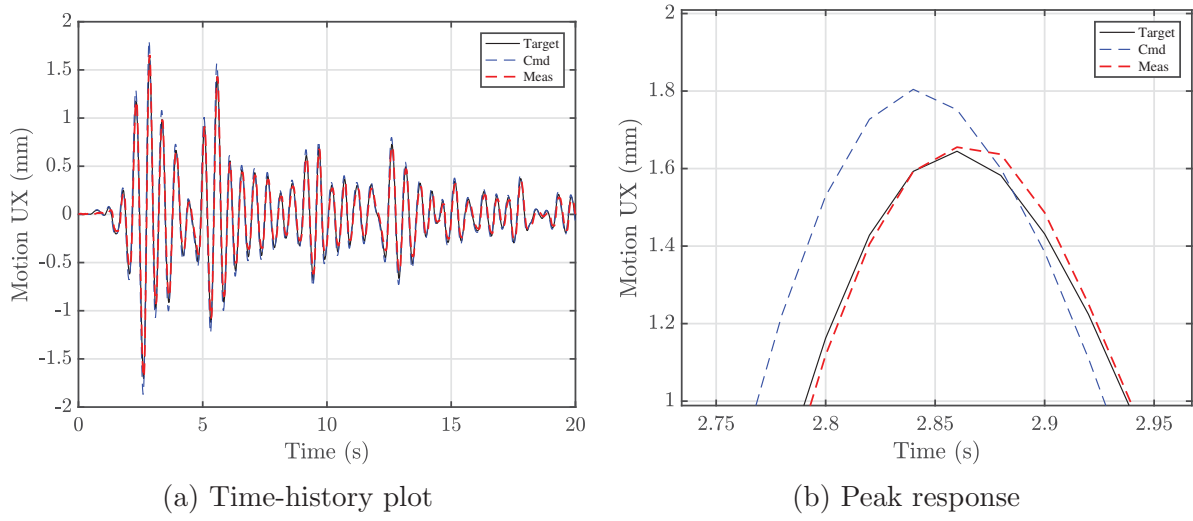 2
1.5
1
0.5
0
-0.5
-1
-1.5
-2
Motion UX (mm)
Target
Cmd
Meas
0 5 10 15 20
Time (s)
(a) Time-history plot
2
1.8
1.6
1.4
1.2
1
Motion UX (mm)
Target
Cmd
Meas
2.75 2.8 2.85 2.9 2.95
Time (s)
(b) Peak response